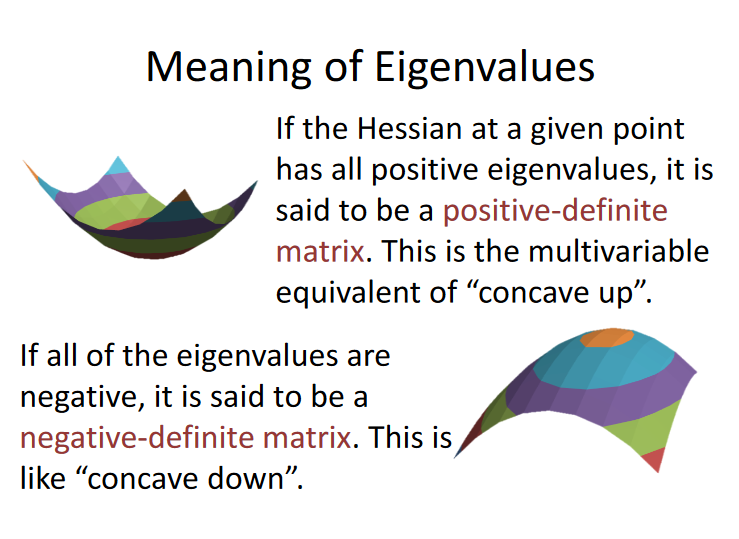 Meaning of Eigenvalues
If the Hessian at a given point
has all positive eigenvalues, it is
said to be a positive-definite
matrix. This is the multivariable
equivalent of “concave up”.
If all of the eigenvalues are
negative, it is said to be a
negative-definite matrix. This is
like “concave down”.